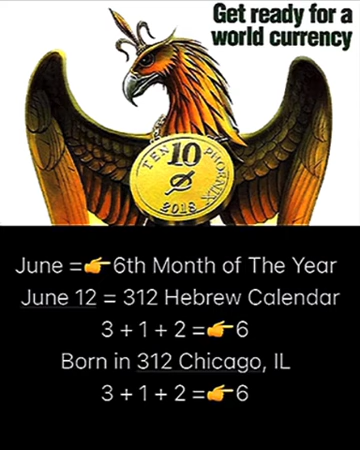 Get ready for a
world currency
TEN PHOENIX
10
2018
June =👉6th Month of The Year
June 12 = 312 Hebrew Calendar
3+1+2=👉6
Born in 312 Chicago, IL
3+1+2=👉6